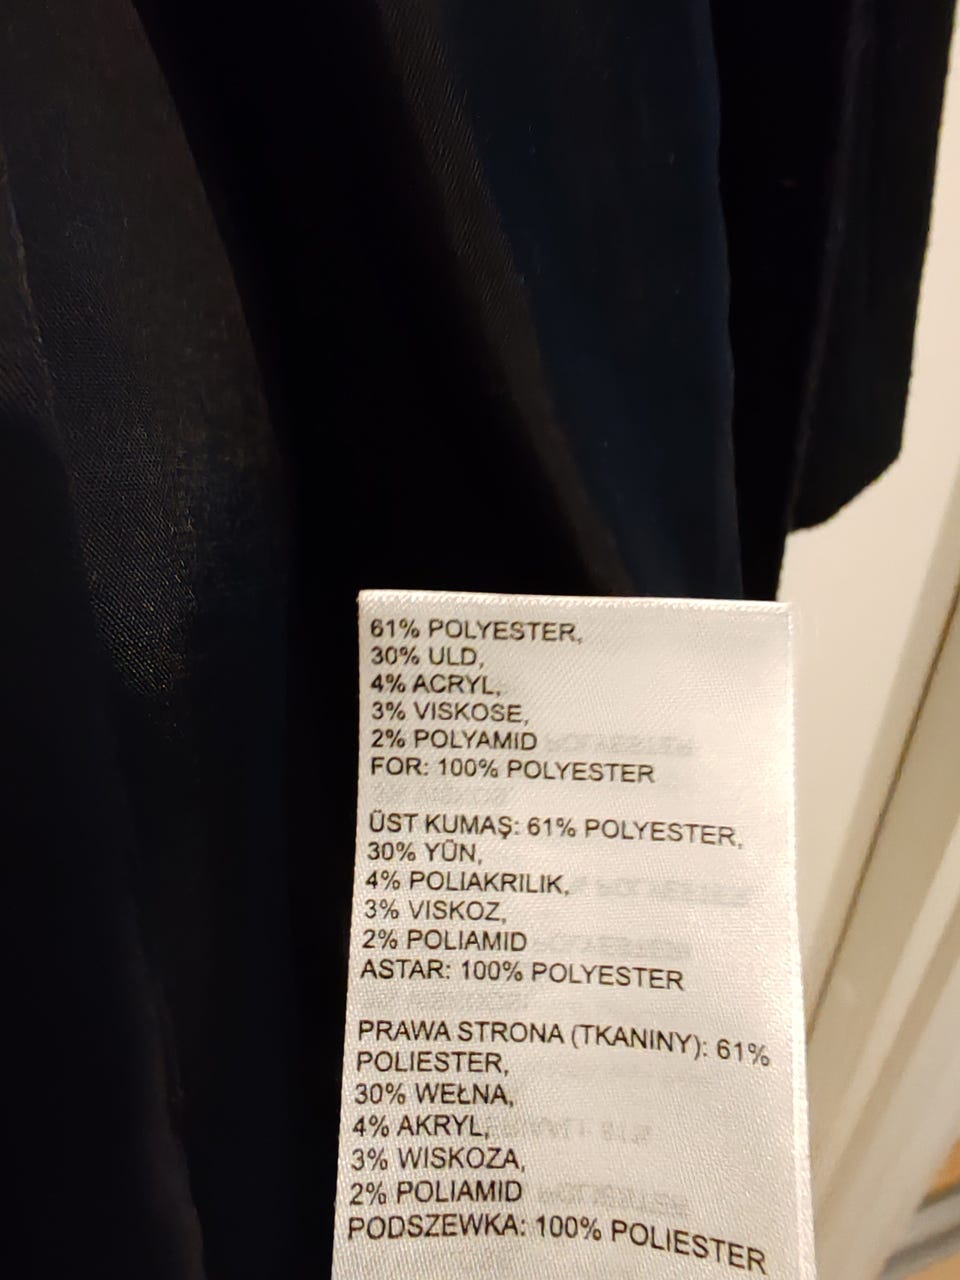 61% POLYESTER,
30% ULD,
4% ACRYL,
3% VISKOSE,
2% POLYAMID
FOR: 100% POLYESTER
ÜST KUMAŞ: 61% POLYESTER,
30% YÜN,
4% POLIAKRILIK,
3% VISKOZ,
2% POLIAMID
ASTAR: 100% POLYESTER
PRAWA STRONA (TKANINY): 61%
POLIESTER,
30% WEŁNA,
4% AKRYL,
3% WISKOZA,
2% POLIAMID
PODSZEWKA: 100% POLIESTER